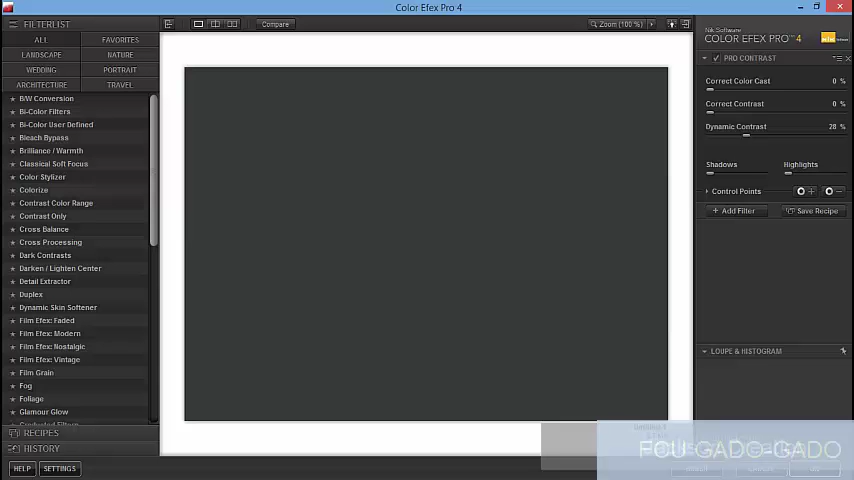 Color Efex Pro 4
FILTERLIST
Compare
Zoom (100 %)
Nik Software
COLOR EFEX PRO™ 4
nik
ALL
FAVORITES
LANDSCAPE
NATURE
WEDDING
PORTRAIT
ARCHITECTURE
TRAVEL
B/W Conversion
Bi-Color Filters
Bi-Color User Defined
Bleach Bypass
Brilliance / Warmth
Classical Soft Focus
Color Stylizer
Colorize
Contrast Color Range
Contrast Only
Cross Balance
Cross Processing
Dark Contrasts
Darken / Lighten Center
Detail Extractor
Duplex
Dynamic Skin Softener
Film Efex: Faded
Film Efex: Modern
Film Efex: Nostalgic
Film Efex: Vintage
Film Grain
Fog
Foliage
Glamour Glow
Graduated Filters
RECIPES
HISTORY
HELP
SETTINGS
PRO CONTRAST
Correct Color Cast 0 %
Correct Contrast 0 %
Dynamic Contrast 28 %
Shadows
Highlights
Control Points
Add Filter
Save Recipe
LOUPE & HISTOGRAM
FCU GADO-GADO